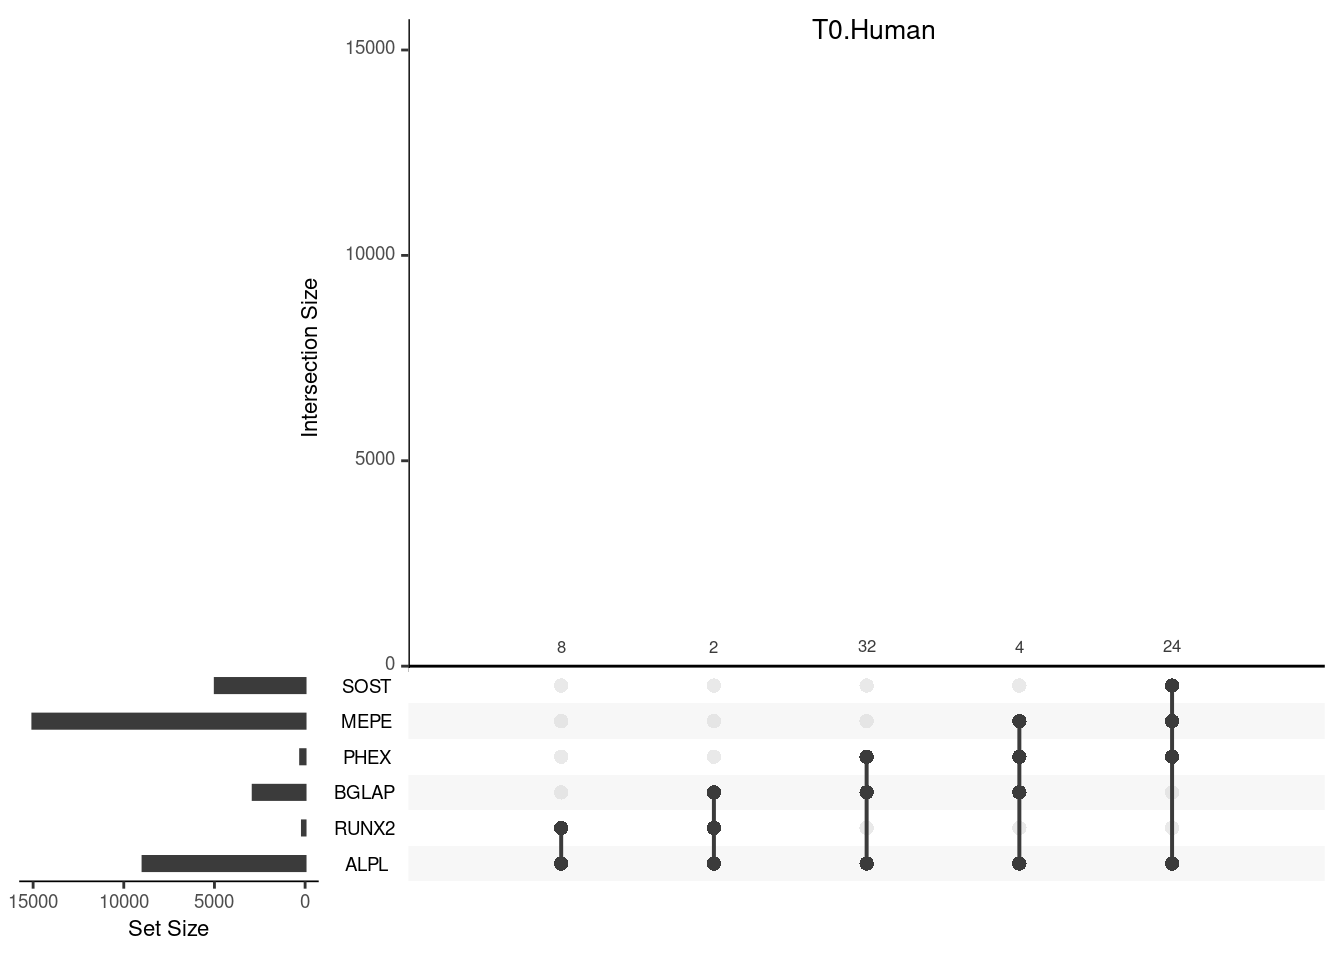 T0.Human
15000
10000
5000
0
Intersection Size
8 2 32 4 24
SOST
MEPE
PHEX
BGLAP
RUNX2
ALPL
15000 10000 5000 0
Set Size